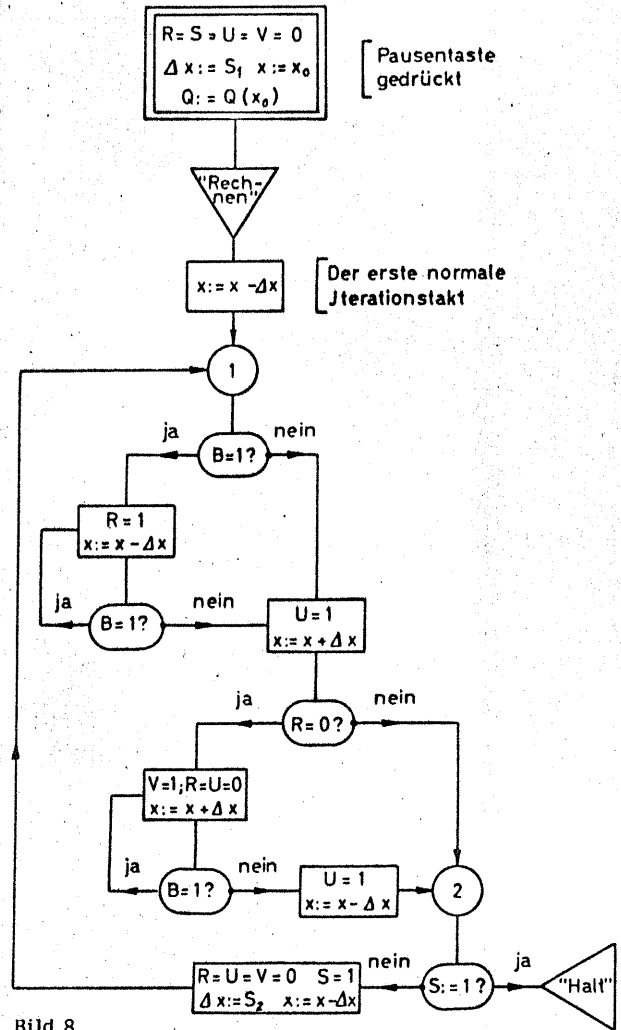 R = S = U = V = 0
Δ x := S₁ x := x₀
Q := Q (x₀)
Pausentaste
gedrückt
"Rech-
nen"
x := x - Δx
Der erste normale
Jterationstakt
1
ja
nein
B=1?
R = 1
x := x - Δx
ja
B=1?
nein
U = 1
x := x + Δ x
ja
R=0?
nein
V=1; R=U=0
x := x + Δ x
ja
B=1?
nein
U = 1
x := x - Δ x
2
R = U = V = 0 S = 1
Δ x := S₂ x := x - Δx
nein
S:=1?
ja
"Halt"
Bild 8